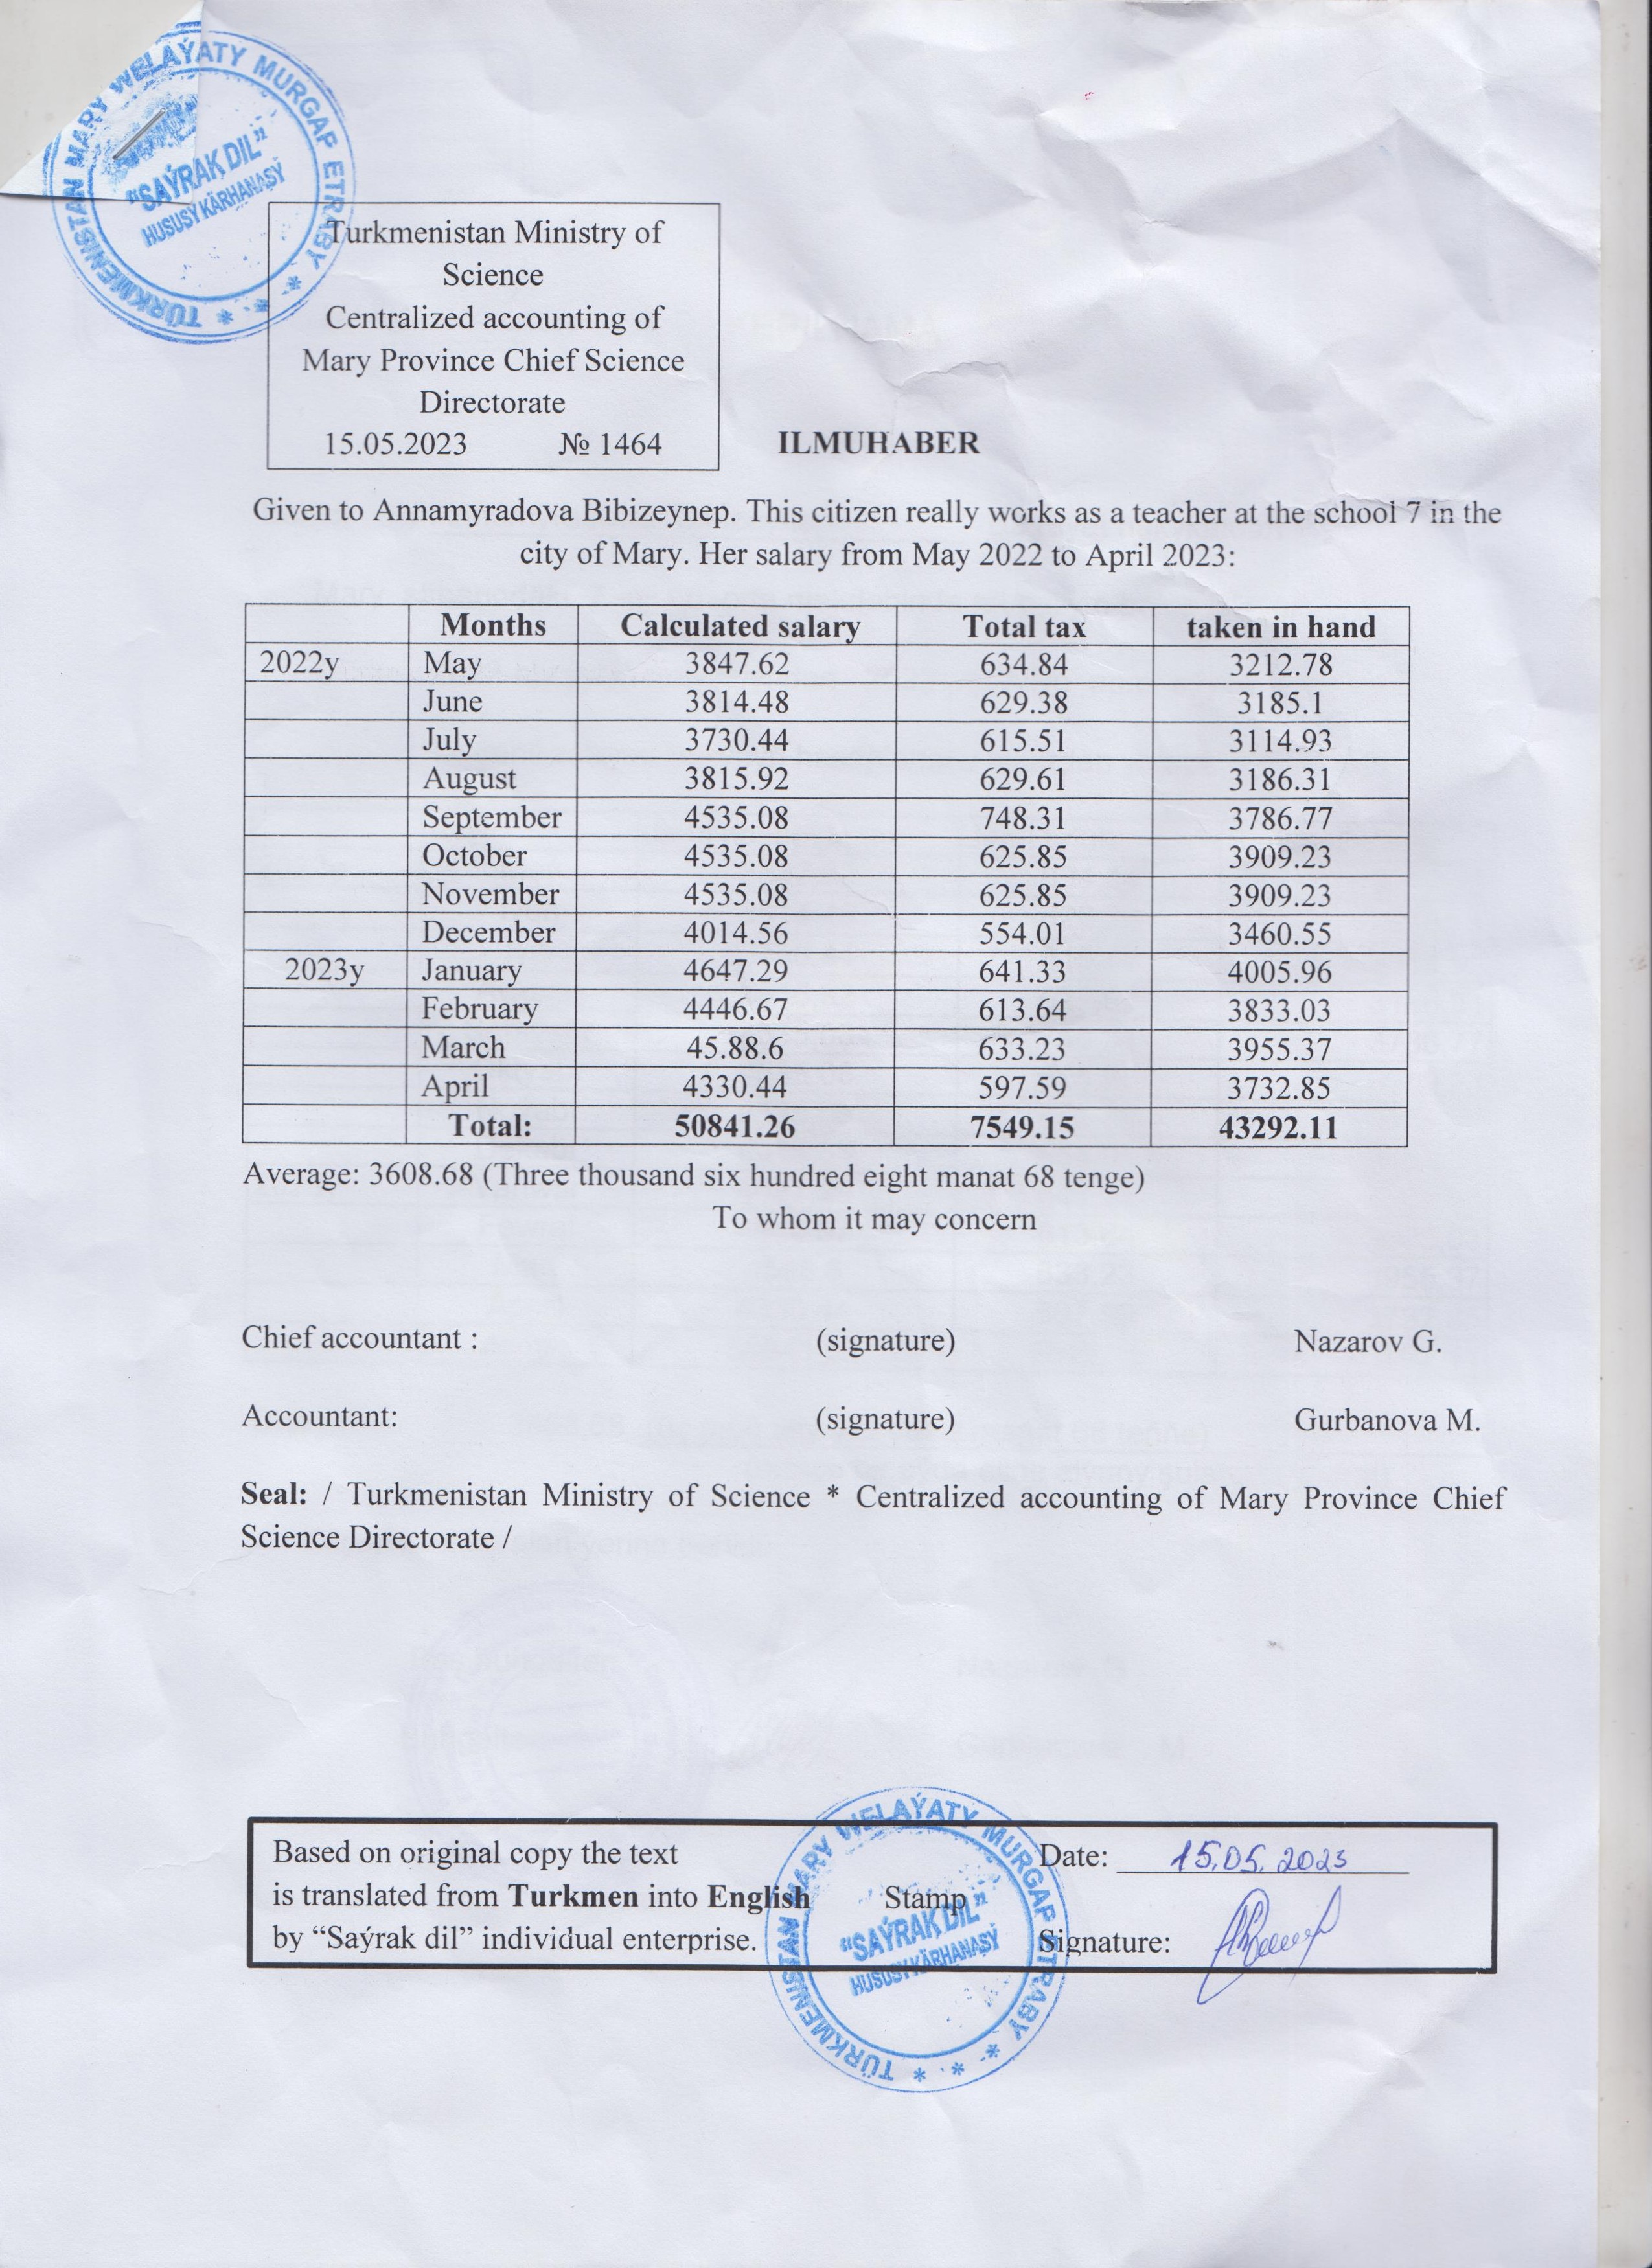 TÜRKMENISTAN MARY WELAÝATY MURGAP ETRABY
"SAÝRAK DIL"
HUSUSY KÄRHANASY
Turkmenistan Ministry of
Science
Centralized accounting of
Mary Province Chief Science
Directorate
15.05.2023 № 1464
ILMUHABER
Given to Annamyradova Bibizeynep. This citizen really works as a teacher at the school 7 in the
city of Mary. Her salary from May 2022 to April 2023:
Months Calculated salary Total tax taken in hand
2022y May 3847.62 634.84 3212.78
June 3814.48 629.38 3185.1
July 3730.44 615.51 3114.93
August 3815.92 629.61 3186.31
September 4535.08 748.31 3786.77
October 4535.08 625.85 3909.23
November 4535.08 625.85 3909.23
December 4014.56 554.01 3460.55
2023y January 4647.29 641.33 4005.96
February 4446.67 613.64 3833.03
March 45.88.6 633.23 3955.37
April 4330.44 597.59 3732.85
Total: 50841.26 7549.15 43292.11
Average: 3608.68 (Three thousand six hundred eight manat 68 tenge)
To whom it may concern
Chief accountant : (signature) Nazarov G.
Accountant: (signature) Gurbanova M.
Seal: / Turkmenistan Ministry of Science * Centralized accounting of Mary Province Chief
Science Directorate /
Based on original copy the text
is translated from Turkmen into English
by “Saýrak dil” individual enterprise.
Stamp
TÜRKMENISTAN MARY WELAÝATY MURGAP ETRABY
"SAÝRAK DIL"
HUSUSY KÄRHANASY
Date: 15.05.2023
Signature: